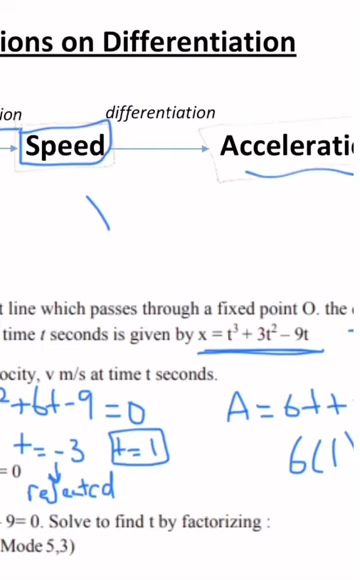 ions on Differentiation
ion differentiation
Speed Accelerati
t line which passes through a fixed point O. the
time t seconds is given by x = t³ + 3t² – 9t
ocity, v m/s at time t seconds.
²+6t-9=0 A=6t+
t=-3 t=1 6(1)
= 0
rejected
9= 0. Solve to find t by factorizing :
Mode 5,3)